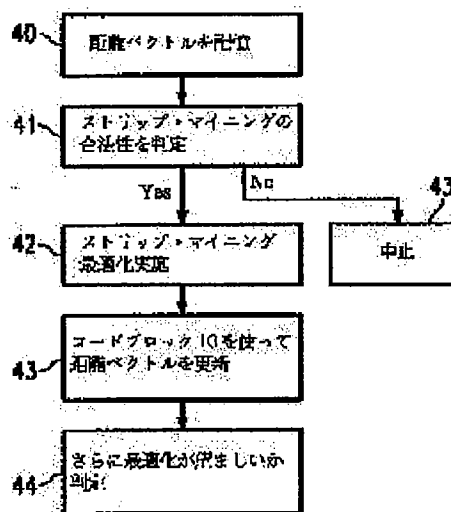 40
距離ベクトルを記憶
41
ストリップ・マイニングの
合法性を判定
Yes
No
43
中止
42
ストリップ・マイニング
最適化実施
43
コードブロック10を使って
距離ベクトルを更新
44
さらに最適化が望ましいか
判定